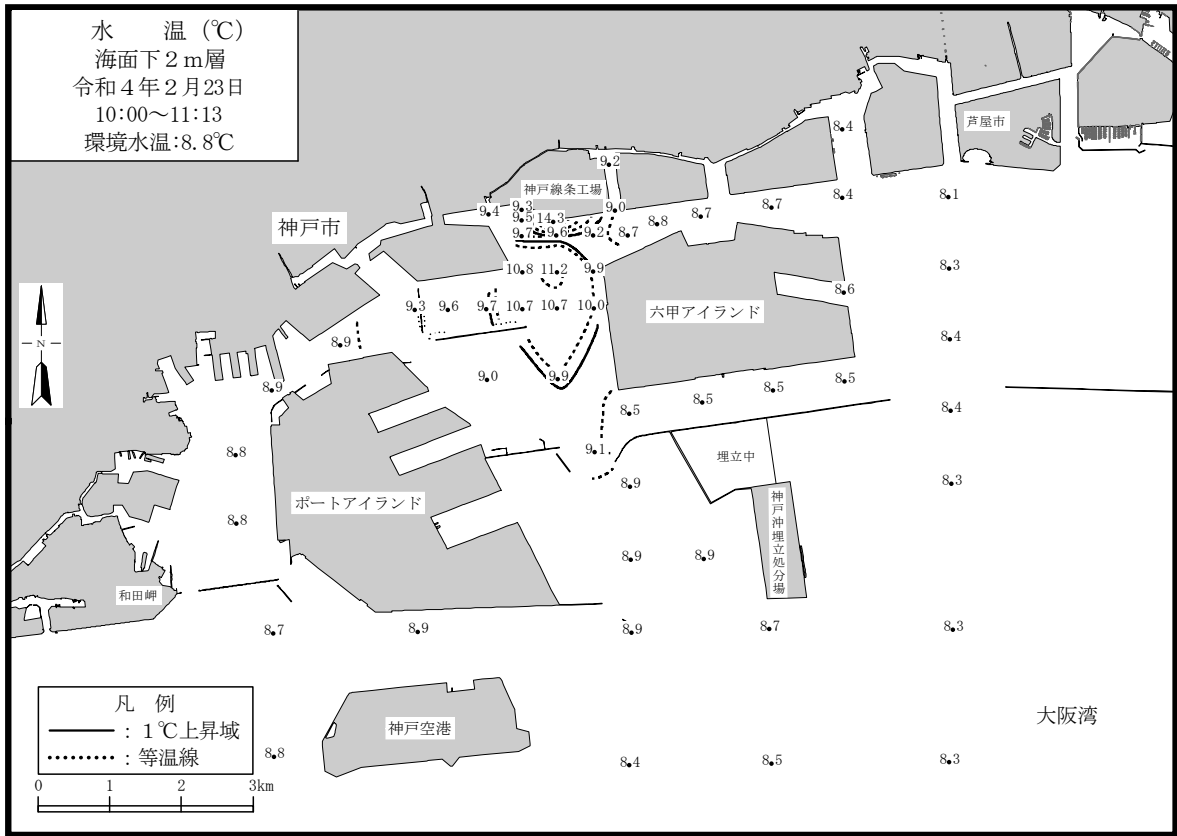 水　　温（℃）
海面下２ｍ層
令和４年２月23日
10:00～11:13
環境水温:8.8℃
8.4
芦屋市
9.2
神戸線条工場
8.4
8.1
9.4
9.3
9.0
8.7
8.7
9.5
14.3
8.8
神戸市
9.7
9.6
9.2
8.7
10.8
11.2
9.9
8.3
8.6
N
9.3
9.6
9.7
10.7
10.7
10.0
六甲アイランド
8.9
8.4
8.9
9.0
9.9
8.5
8.5
8.5
8.5
8.4
8.8
9.1
埋立中
8.9
8.3
ポートアイランド
8.8
神戸沖埋立処分場
8.9
8.9
和田岬
8.7
8.9
8.9
8.7
8.3
凡　例
：１℃上昇域
：等温線
神戸空港
大阪湾
8.8
8.4
8.5
8.3
0 1 2 3km